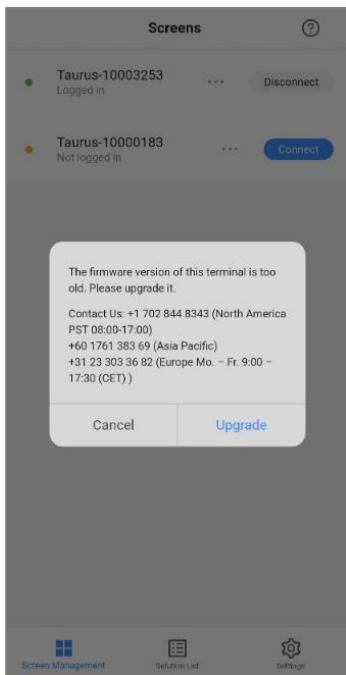 Screens
Taurus-10003253
Logged in
Disconnect
Taurus-10000183
Not logged in
Connect
The firmware version of this terminal is too
old. Please upgrade it.
Contact Us: +1 702 844 8343 (North America
PST 08:00-17:00)
+60 1761 383 69 (Asia Pacific)
+31 23 303 36 82 (Europe Mo. – Fr. 9:00 –
17:30 (CET) )
Cancel
Upgrade
Screen Management
Solution List
Settings